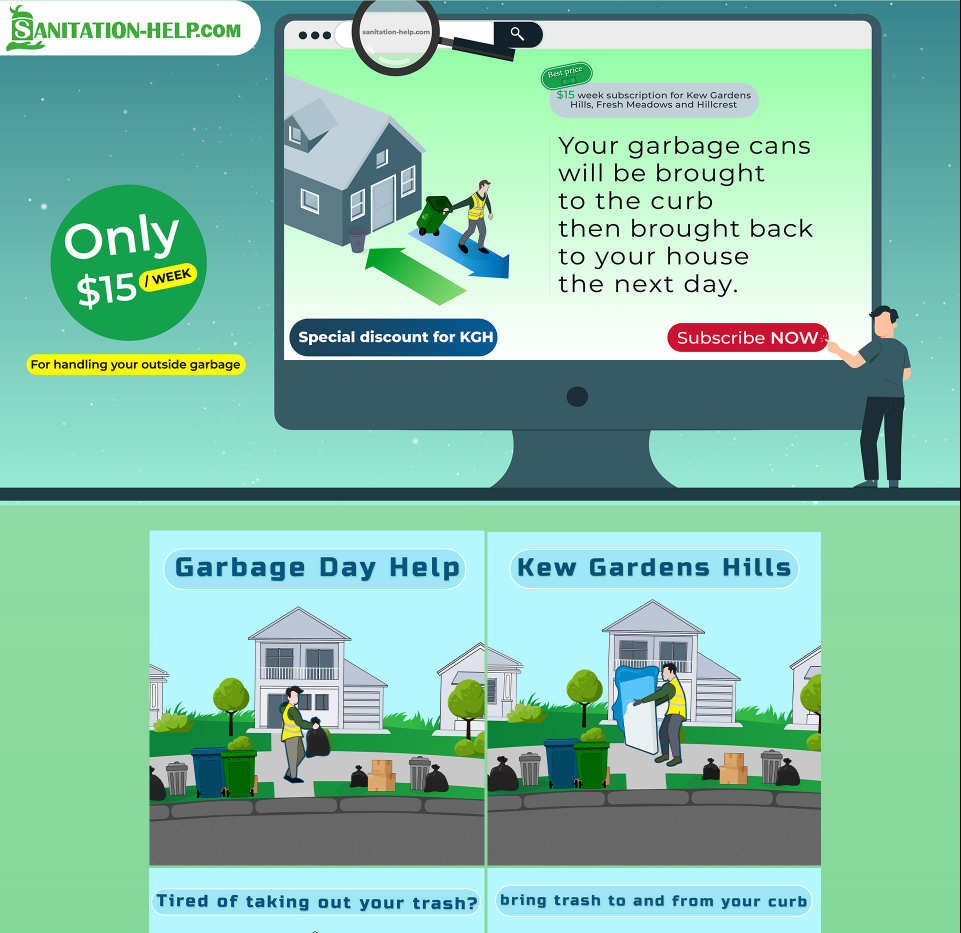 SANITATION-HELP.COM
sanitation-help.com
Best price
$15 week subscription for Kew Gardens
Hills, Fresh Meadows and Hillcrest
Your garbage cans
will be brought
to the curb
then brought back
to your house
the next day.
Only
$15 / WEEK
For handling your outside garbage
Special discount for KGH
Subscribe NOW
Garbage Day Help
Kew Gardens Hills
Tired of taking out your trash?
bring trash to and from your curb